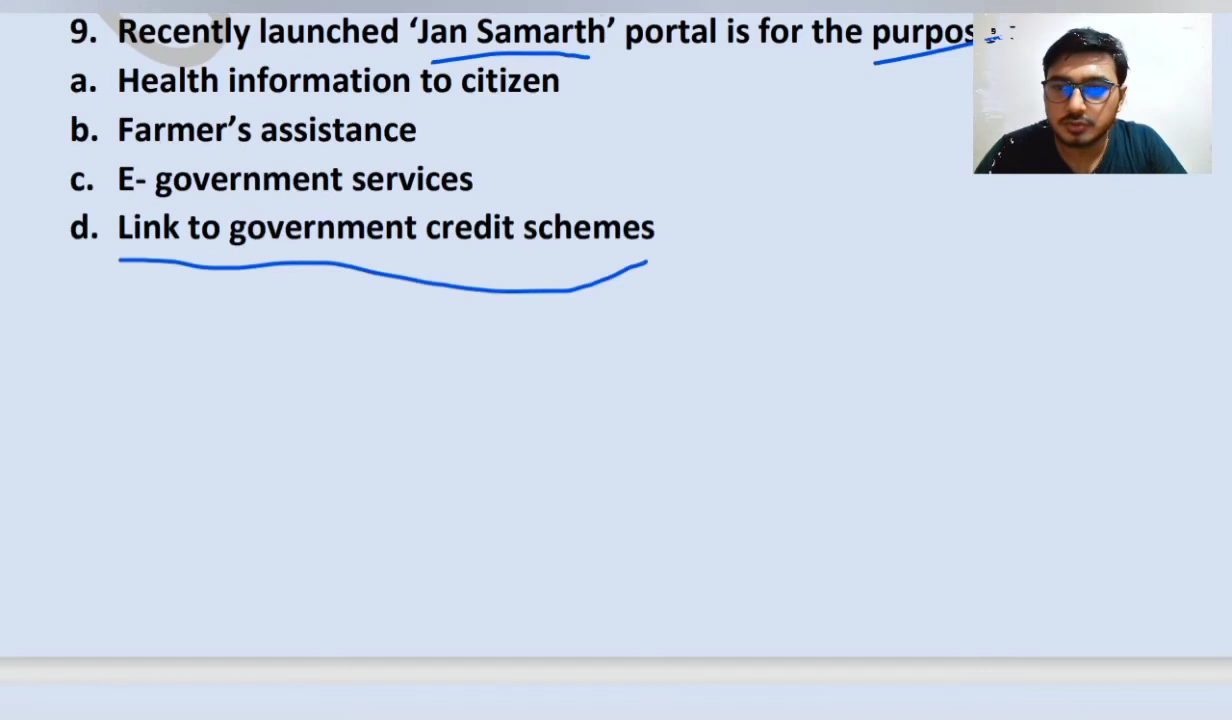 9. Recently launched ‘Jan Samarth’ portal is for the purpos
a. Health information to citizen
b. Farmer’s assistance
c. E- government services
d. Link to government credit schemes